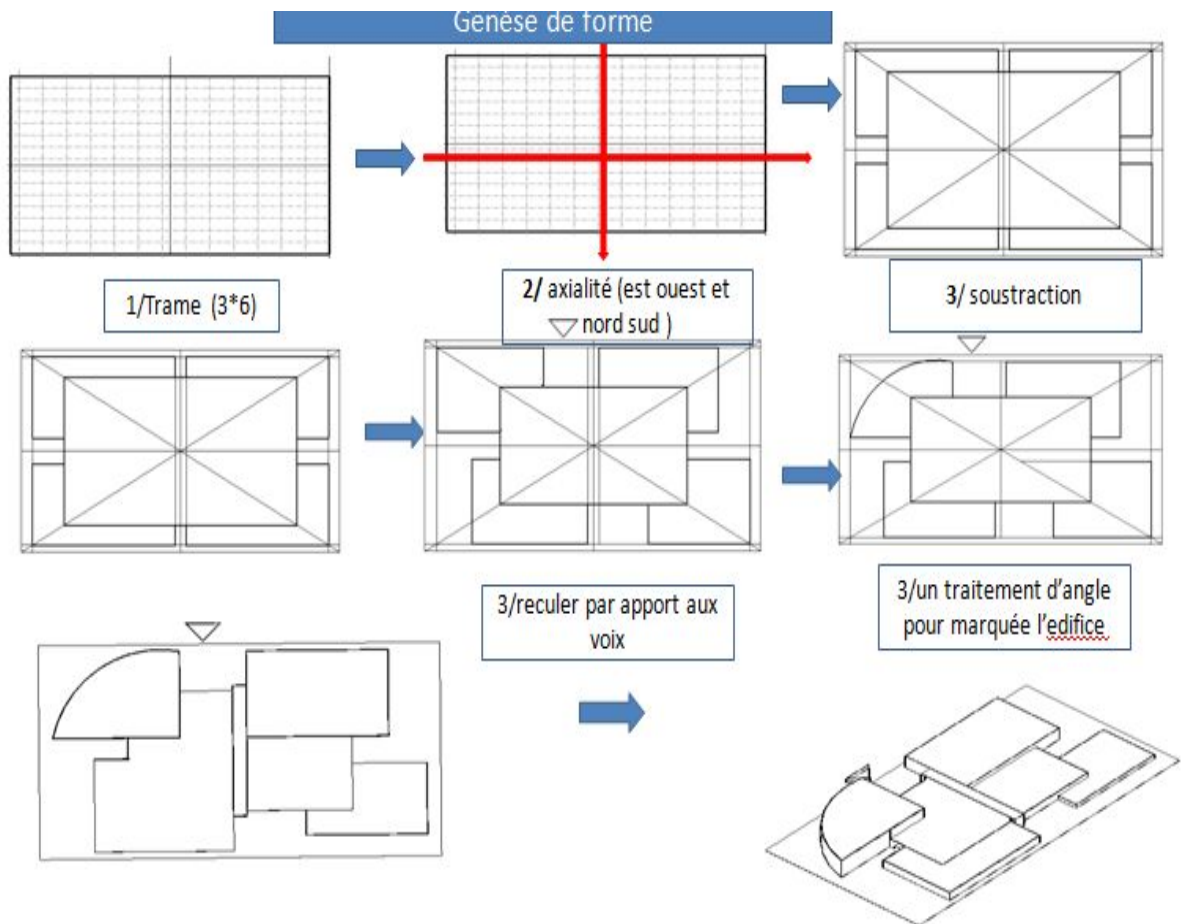 Genèse de forme
1/Trame (3*6)
2/ axialité (est ouest et
nord sud )
3/ soustraction
3/reculer par apport aux
voix
3/un traitement d'angle
pour marquée l'edifice